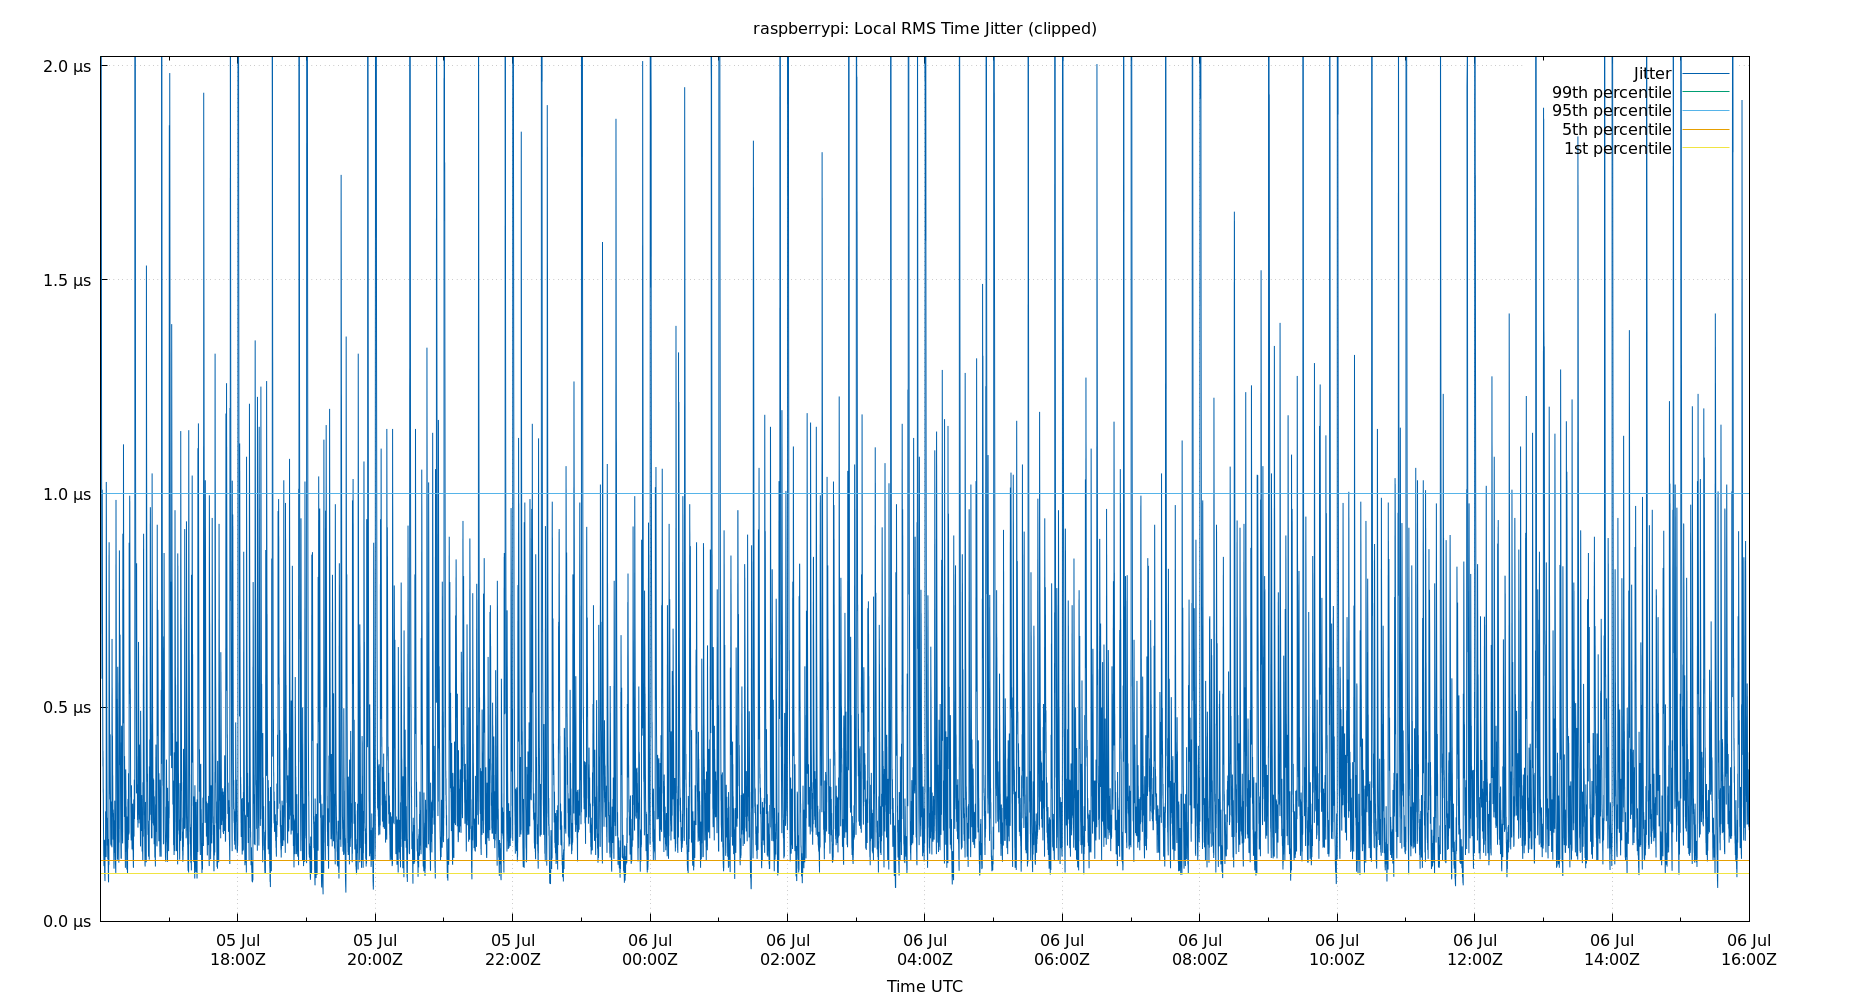 raspberrypi: Local RMS Time Jitter (clipped)
2.0 µs
1.5 µs
1.0 µs
0.5 µs
0.0 µs
Jitter
99th percentile
95th percentile
5th percentile
1st percentile
05 Jul 05 Jul 05 Jul 06 Jul 06 Jul 06 Jul 06 Jul 06 Jul 06 Jul 06 Jul 06 Jul 06 Jul
18:00Z 20:00Z 22:00Z 00:00Z 02:00Z 04:00Z 06:00Z 08:00Z 10:00Z 12:00Z 14:00Z 16:00Z
Time UTC